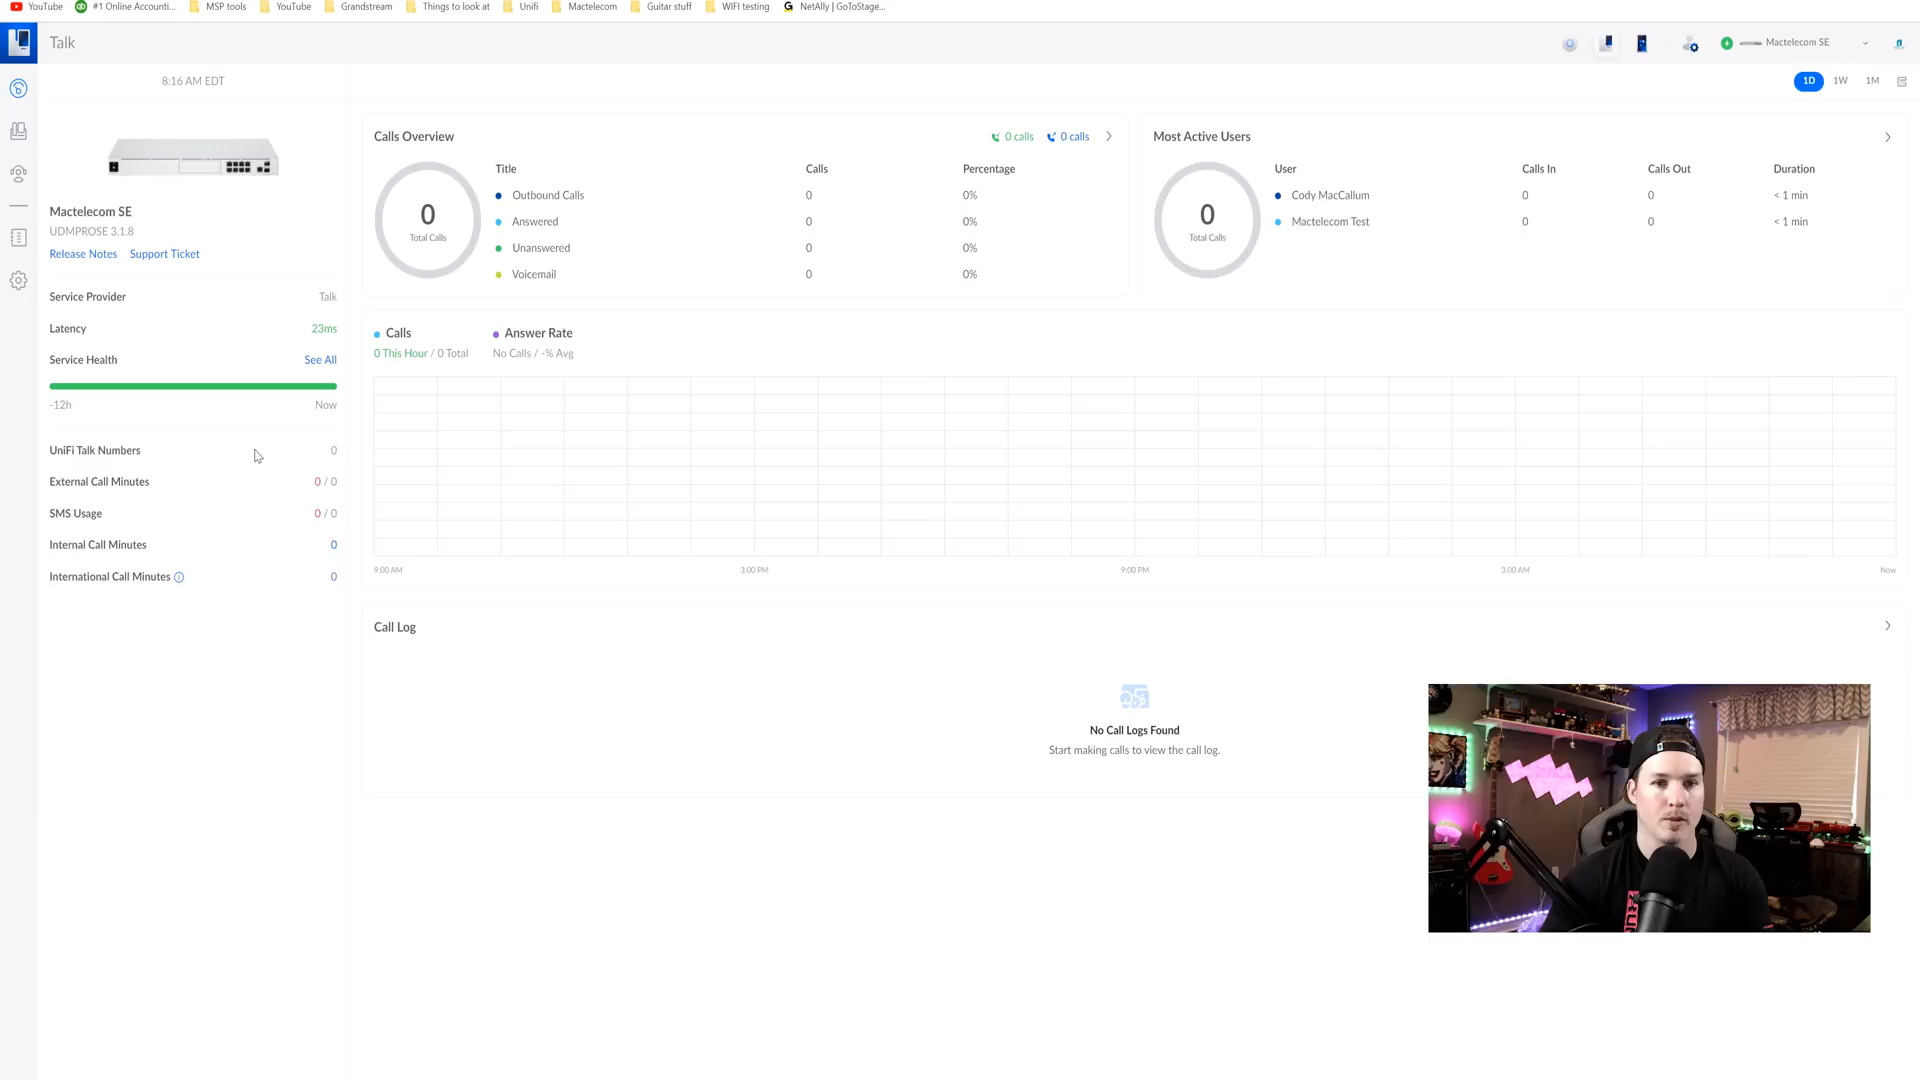 YouTube #1 Online Accounti... MSP tools YouTube Grandstream Things to look at Unifi Mactelecom Guitar stuff WIFI testing G NetAlly | GoToStage...
Talk Mactelecom SE
8:16 AM EDT 1D 1W 1M
Mactelecom SE
UDMPROSE 3.1.8
Release Notes Support Ticket
Service Provider Talk
Latency 23ms
Service Health See All
-12h Now
UniFi Talk Numbers 0
External Call Minutes 0 / 0
SMS Usage 0 / 0
Internal Call Minutes 0
International Call Minutes 0
Calls Overview 0 calls 0 calls
0
Total Calls
Title Calls Percentage
Outbound Calls 0 0%
Answered 0 0%
Unanswered 0 0%
Voicemail 0 0%
Most Active Users
0
Total Calls
User Calls In Calls Out Duration
Cody MacCallum 0 0 < 1 min
Mactelecom Test 0 0 < 1 min
Calls Answer Rate
0 This Hour / 0 Total No Calls / -% Avg
9:00 AM 3:00 PM 9:00 PM 3:00 AM Now
Call Log
No Call Logs Found
Start making calls to view the call log.